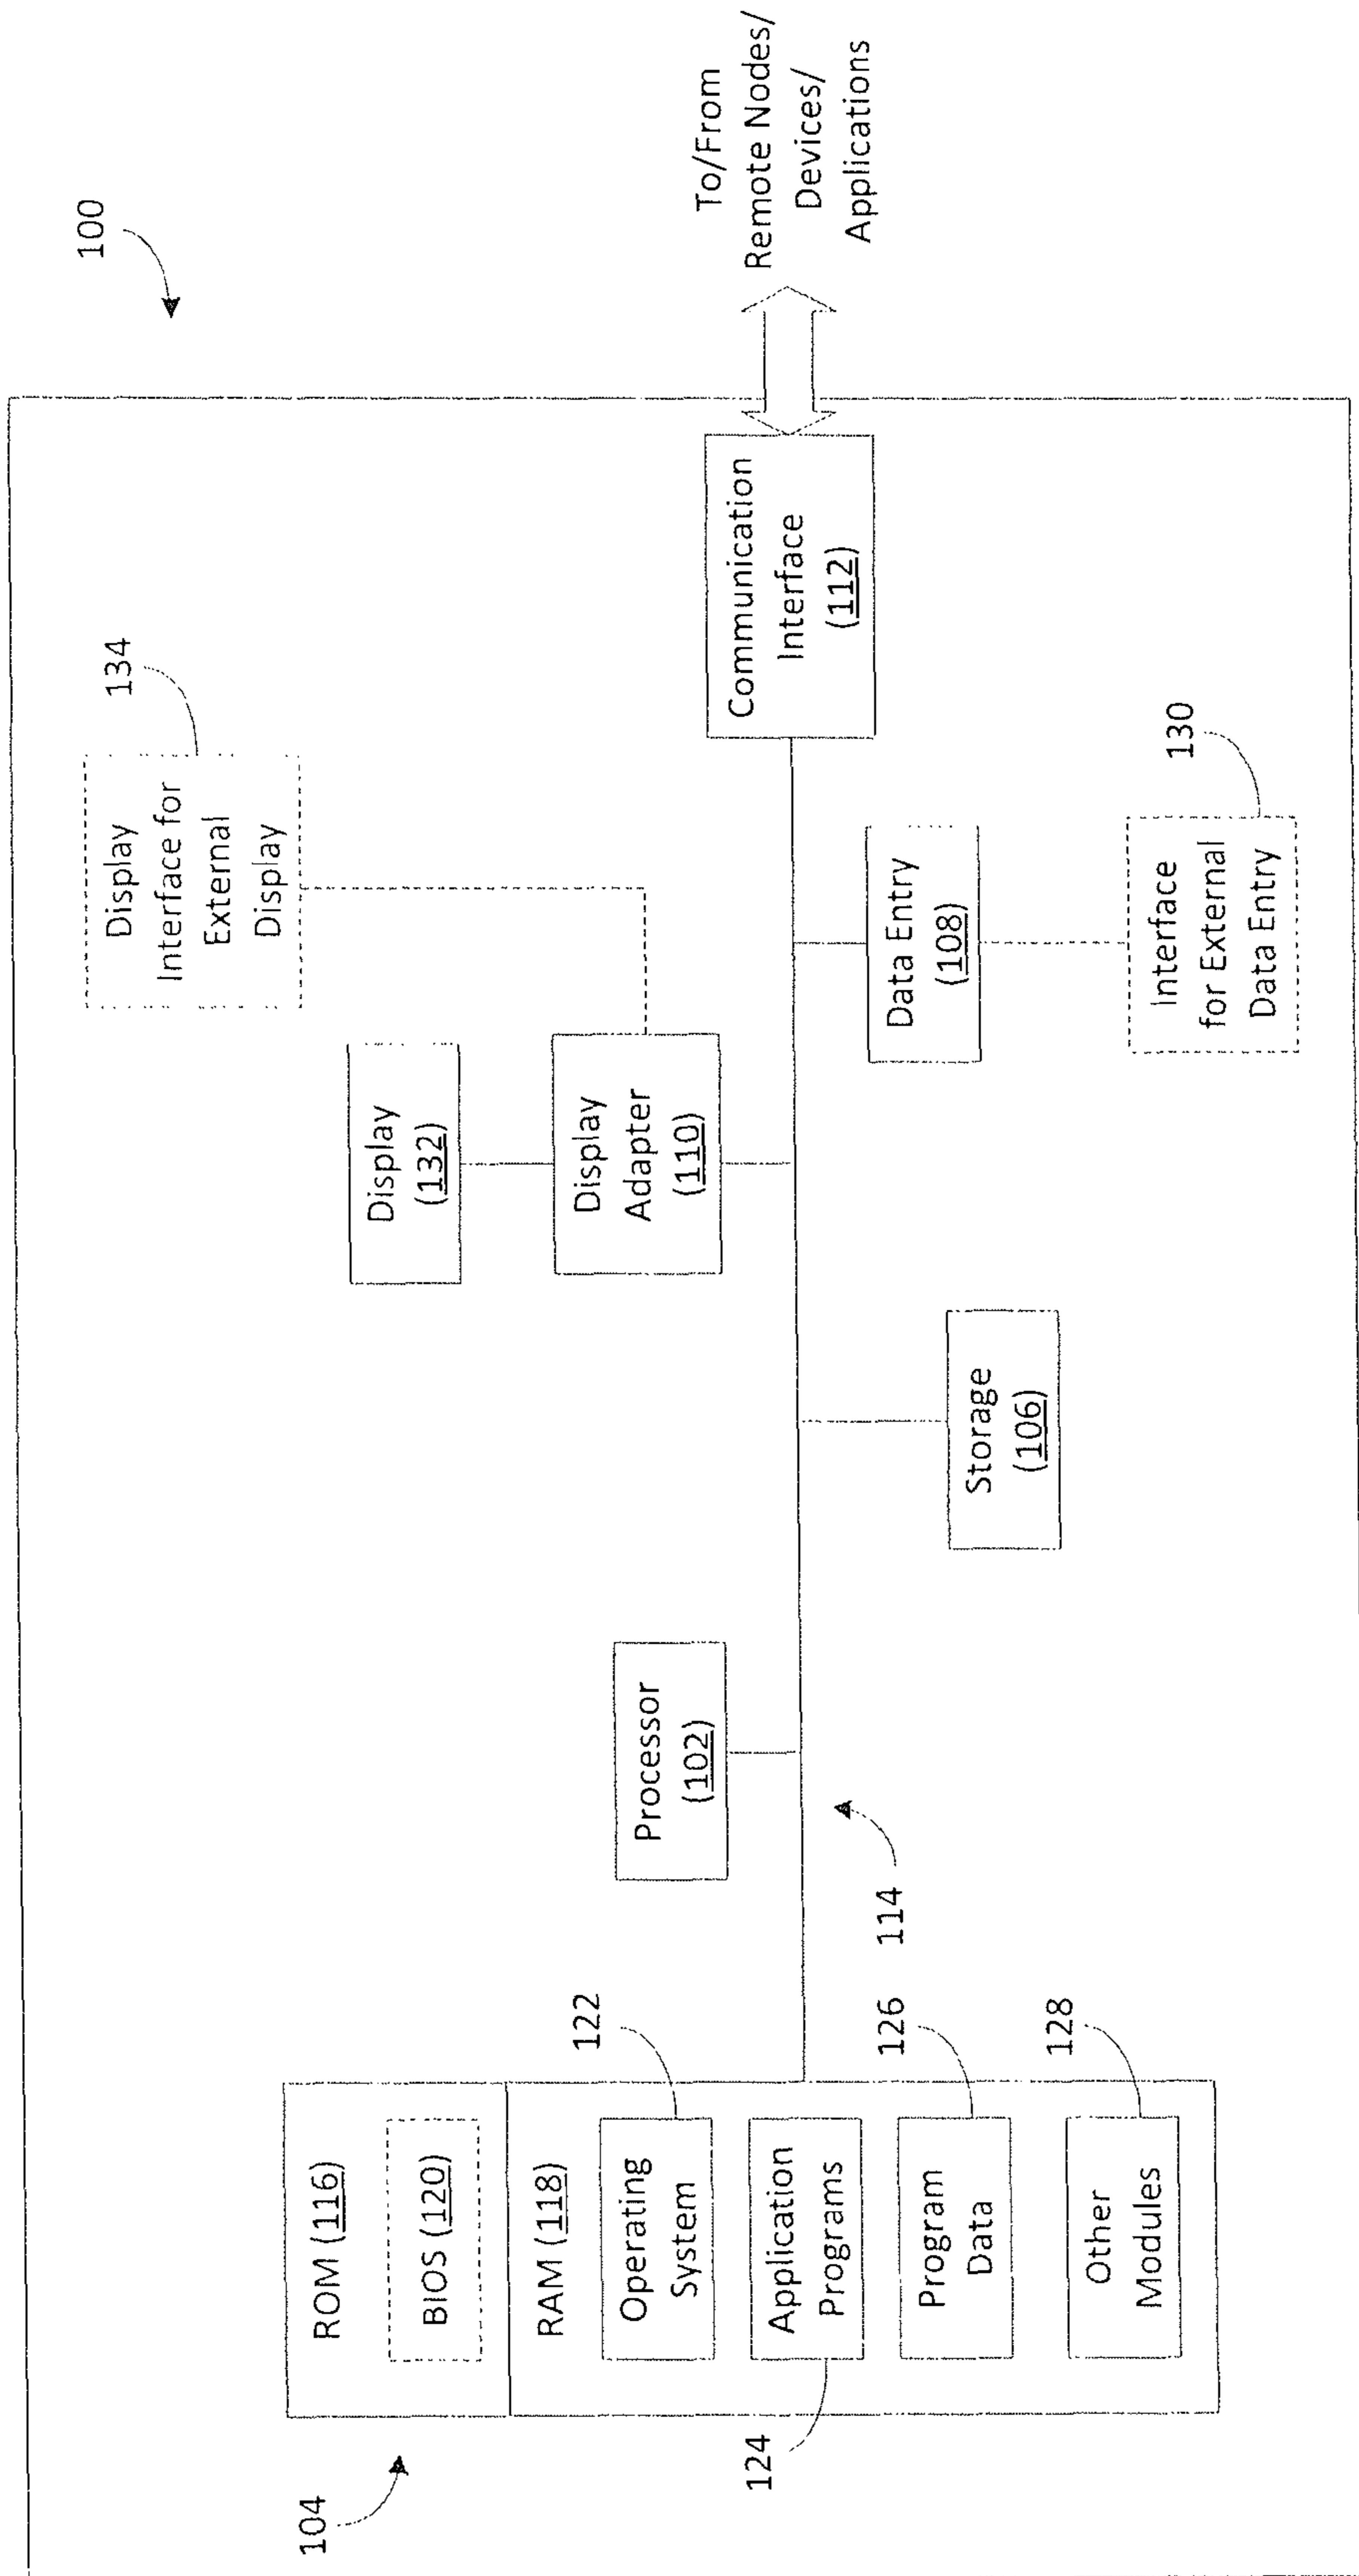 100
To/From
Remote Nodes/
Devices/
Applications
104
ROM (116)
BIOS (120)
RAM (118)
Operating
System
122
Application
Programs
124
Program
Data
126
Other
Modules
128
114
Processor
(102)
Storage
(106)
Display
(132)
Display
Adapter
(110)
Display
Interface for
External
Display
134
Data Entry
(108)
Interface
for External
Data Entry
130
Communication
Interface
(112)